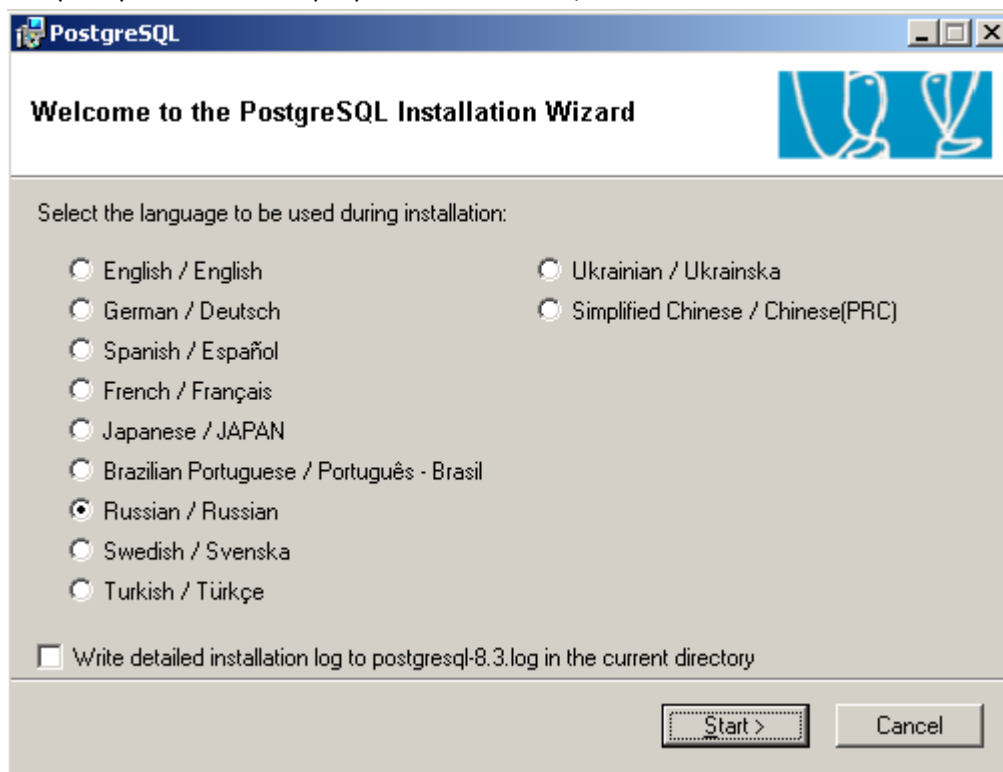 PostgreSQL
Welcome to the PostgreSQL Installation Wizard
Select the language to be used during installation:
English / English
German / Deutsch
Spanish / Español
French / Français
Japanese / JAPAN
Brazilian Portuguese / Português - Brasil
Russian / Russian
Swedish / Svenska
Turkish / Türkçe
Ukrainian / Ukrainska
Simplified Chinese / Chinese(PRC)
Write detailed installation log to postgresql-8.3.log in the current directory
Start >
Cancel